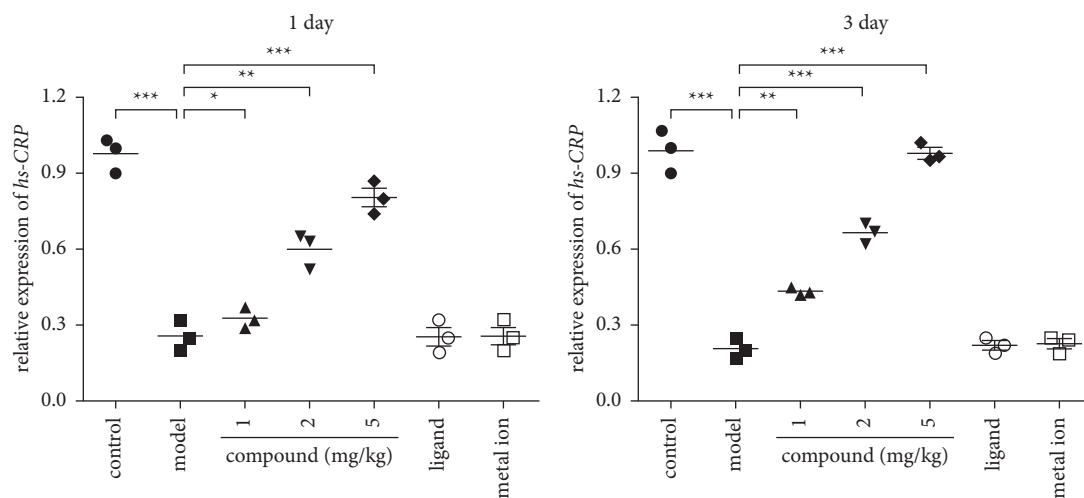 1 day
***
**
*** *
relative expression of hs-CRP
1.2
0.9
0.6
0.3
0.0
control
model
1
2
5
compound (mg/kg)
ligand
metal ion
3 day
***
***
*** **
relative expression of hs-CRP
1.2
0.9
0.6
0.3
0.0
control
model
1
2
5
compound (mg/kg)
ligand
metal ion